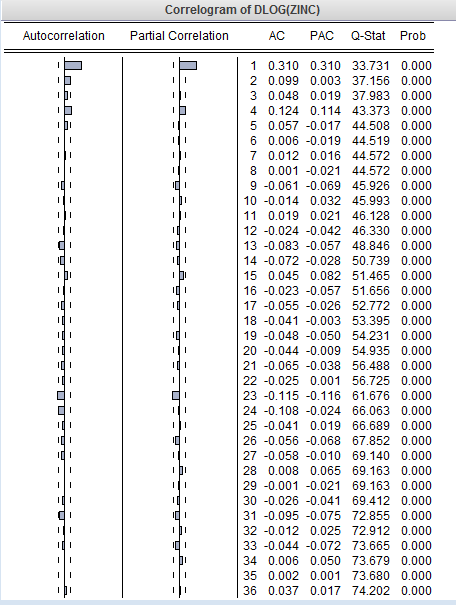 Correlogram of DLOG(ZINC)
Autocorrelation Partial Correlation AC PAC Q-Stat Prob
1 0.310 0.310 33.731 0.000
2 0.099 0.003 37.156 0.000
3 0.048 0.019 37.983 0.000
4 0.124 0.114 43.373 0.000
5 0.057 -0.017 44.508 0.000
6 0.006 -0.019 44.519 0.000
7 0.012 0.016 44.572 0.000
8 0.001 -0.021 44.572 0.000
9 -0.061 -0.069 45.926 0.000
10 -0.014 0.032 45.993 0.000
11 0.019 0.021 46.128 0.000
12 -0.024 -0.042 46.330 0.000
13 -0.083 -0.057 48.846 0.000
14 -0.072 -0.028 50.739 0.000
15 0.045 0.082 51.465 0.000
16 -0.023 -0.057 51.656 0.000
17 -0.055 -0.026 52.772 0.000
18 -0.041 -0.003 53.395 0.000
19 -0.048 -0.050 54.231 0.000
20 -0.044 -0.009 54.935 0.000
21 -0.065 -0.038 56.488 0.000
22 -0.025 0.001 56.725 0.000
23 -0.115 -0.116 61.676 0.000
24 -0.108 -0.024 66.063 0.000
25 -0.041 0.019 66.689 0.000
26 -0.056 -0.068 67.852 0.000
27 -0.058 -0.010 69.140 0.000
28 0.008 0.065 69.163 0.000
29 -0.001 -0.021 69.163 0.000
30 -0.026 -0.041 69.412 0.000
31 -0.095 -0.075 72.855 0.000
32 -0.012 0.025 72.912 0.000
33 -0.044 -0.072 73.665 0.000
34 0.006 0.050 73.679 0.000
35 0.002 0.001 73.680 0.000
36 0.037 0.017 74.202 0.000